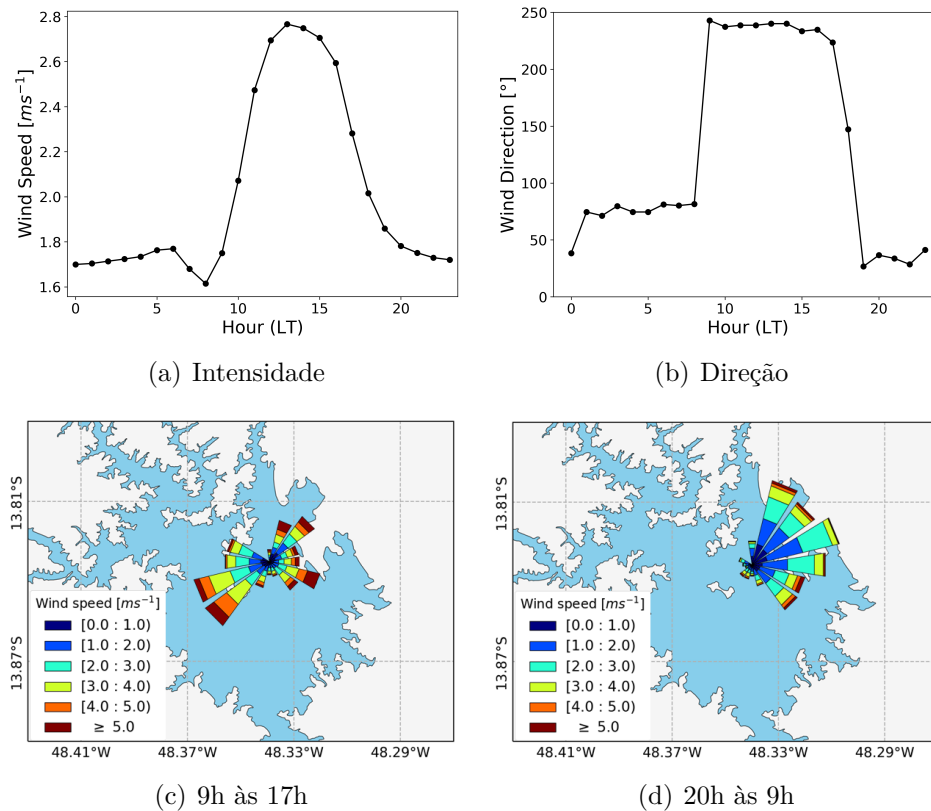 2.8
2.6
2.4
2.2
2.0
1.8
1.6
Wind Speed [ms⁻¹]
0 5 10 15 20
Hour (LT)
(a) Intensidade
250
200
150
100
50
0
Wind Direction [°]
0 5 10 15 20
Hour (LT)
(b) Direção
13.81°S
13.87°S
Wind speed [ms⁻¹]
[0.0 : 1.0)
[1.0 : 2.0)
[2.0 : 3.0)
[3.0 : 4.0)
[4.0 : 5.0)
≥ 5.0
48.41°W 48.37°W 48.33°W 48.29°W
(c) 9h às 17h
13.81°S
13.87°S
Wind speed [ms⁻¹]
[0.0 : 1.0)
[1.0 : 2.0)
[2.0 : 3.0)
[3.0 : 4.0)
[4.0 : 5.0)
≥ 5.0
48.41°W 48.37°W 48.33°W 48.29°W
(d) 20h às 9h